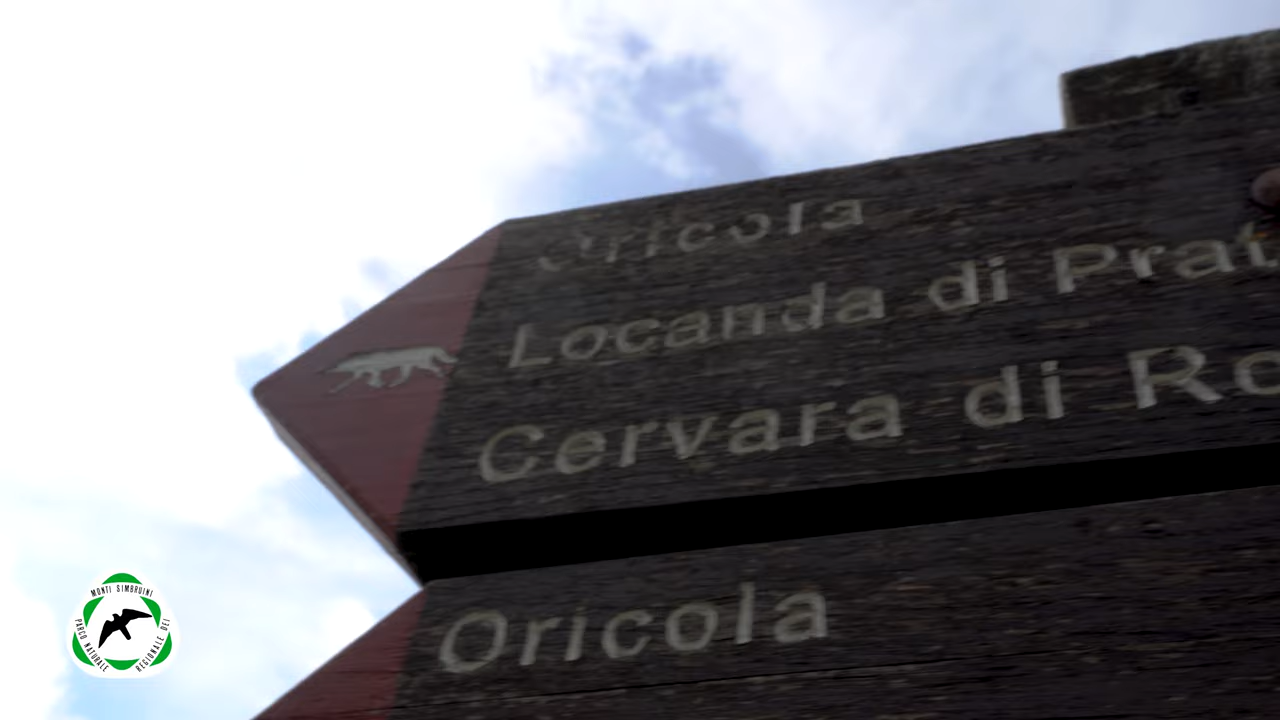 Oricola
Locanda di Prat
Cervara di Ro
Oricola
MONTI SIMBRUINI
PARCO NATURALE
REGIONALE DEI